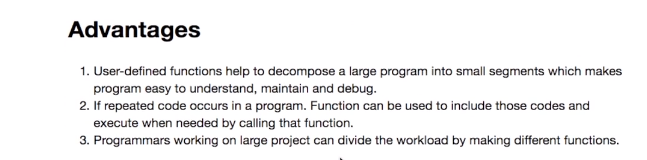 Advantages
1. User-defined functions help to decompose a large program into small segments which makes
program easy to understand, maintain and debug.
2. If repeated code occurs in a program. Function can be used to include those codes and
execute when needed by calling that function.
3. Programmars working on large project can divide the workload by making different functions.